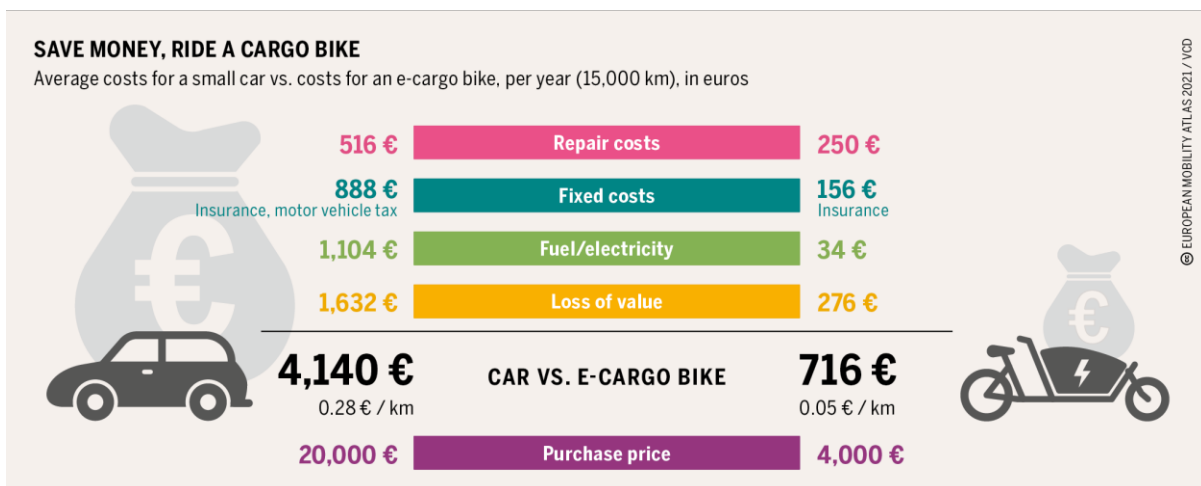 SAVE MONEY, RIDE A CARGO BIKE
Average costs for a small car vs. costs for an e-cargo bike, per year (15,000 km), in euros
516 € Repair costs 250 €
888 € Fixed costs 156 €
Insurance, motor vehicle tax Insurance
1,104 € Fuel/electricity 34 €
1,632 € Loss of value 276 €
4,140 € CAR VS. E-CARGO BIKE 716 €
0.28 € / km 0.05 € / km
20,000 € Purchase price 4,000 €
€
€
EUROPEAN MOBILITY ATLAS 2021 / VCD